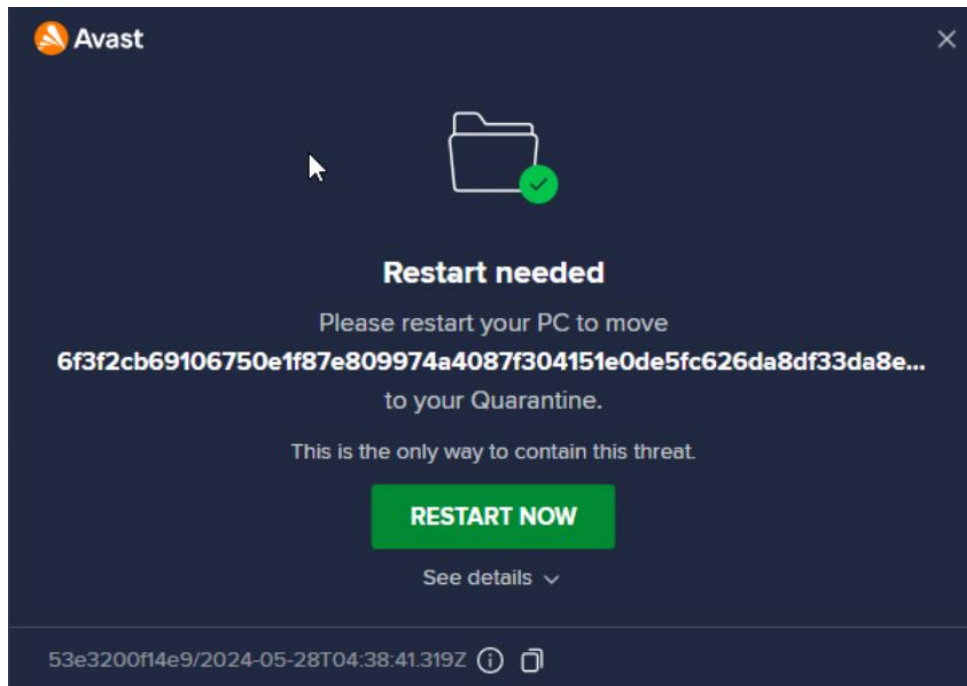 Avast
Restart needed
Please restart your PC to move
6f3f2cb69106750e1f87e809974a4087f304151e0de5fc626da8df33da8e...
to your Quarantine.
This is the only way to contain this threat.
RESTART NOW
See details
53e3200f14e9/2024-05-28T04:38:41.319Z